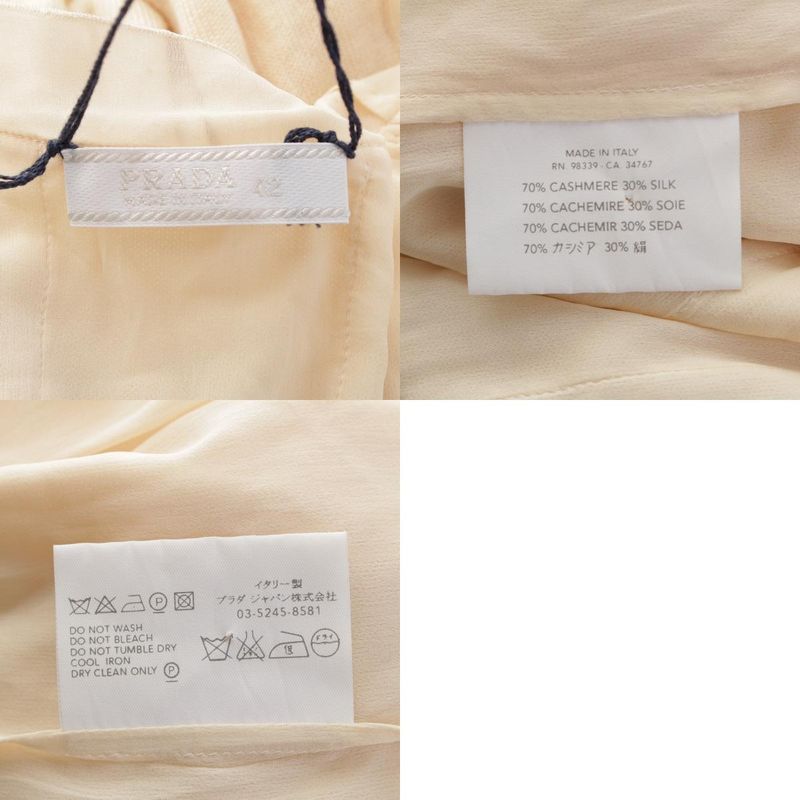 PRADA
MADE IN ITALY
42
MADE IN ITALY
RN 98339 - CA 34767
70% CASHMERE 30% SILK
70% CACHEMIRE 30% SOIE
70% CACHEMIR 30% SEDA
70% カシミア 30% 絹
イタリー製
プラダ ジャパン株式会社
03-5245-8581
P
DO NOT WASH
DO NOT BLEACH
DO NOT TUMBLE DRY
COOL IRON
DRY CLEAN ONLY P
低
ドライ